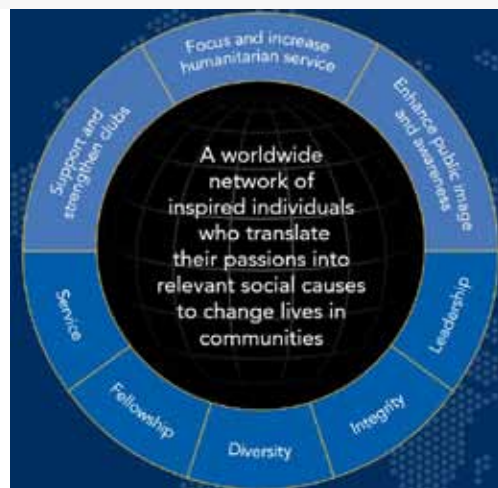 Focus and increase
humanitarian service
Support and
strengthen clubs
Enhance public image
and awareness
A worldwide
network of
inspired individuals
who translate
their passions into
relevant social causes
to change lives in
communities
Service
Fellowship
Diversity
Integrity
Leadership